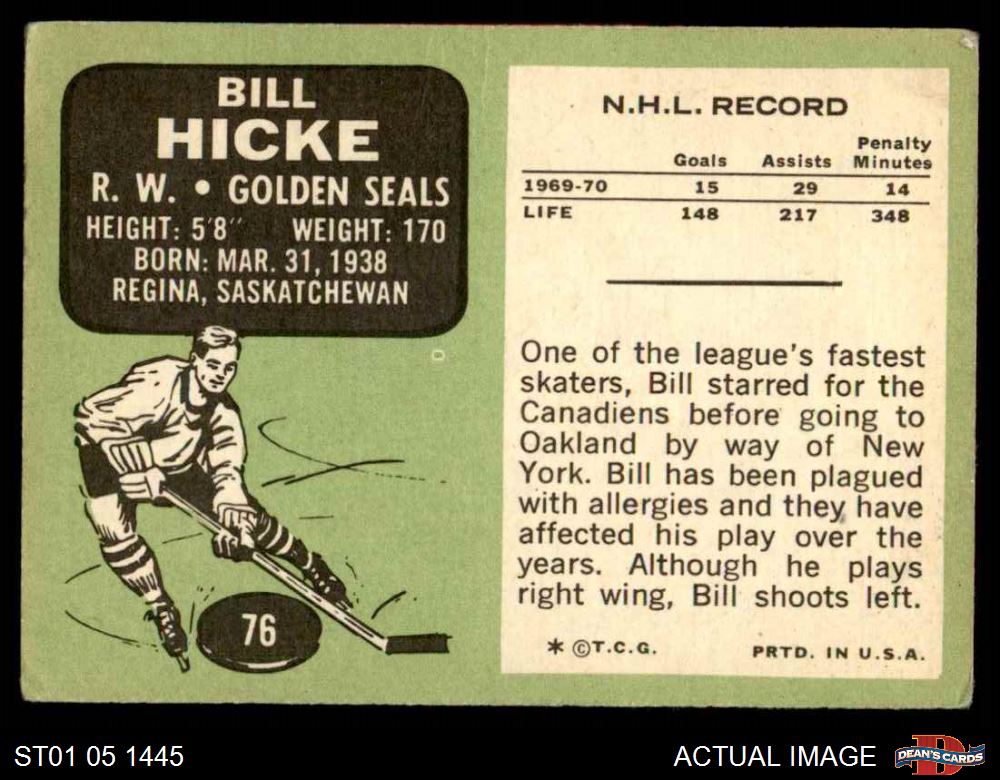 BILL
HICKE
R. W. • GOLDEN SEALS
HEIGHT: 5'8" WEIGHT: 170
BORN: MAR. 31, 1938
REGINA, SASKATCHEWAN
76
N.H.L. RECORD
Goals Assists Penalty Minutes
1969-70 15 29 14
LIFE 148 217 348
One of the league's fastest
skaters, Bill starred for the
Canadiens before going to
Oakland by way of New
York. Bill has been plagued
with allergies and they have
affected his play over the
years. Although he plays
right wing, Bill shoots left.
* ©T.C.G. PRTD. IN U.S.A.
ST01 05 1445
ACTUAL IMAGE
D
DEAN'S CARDS